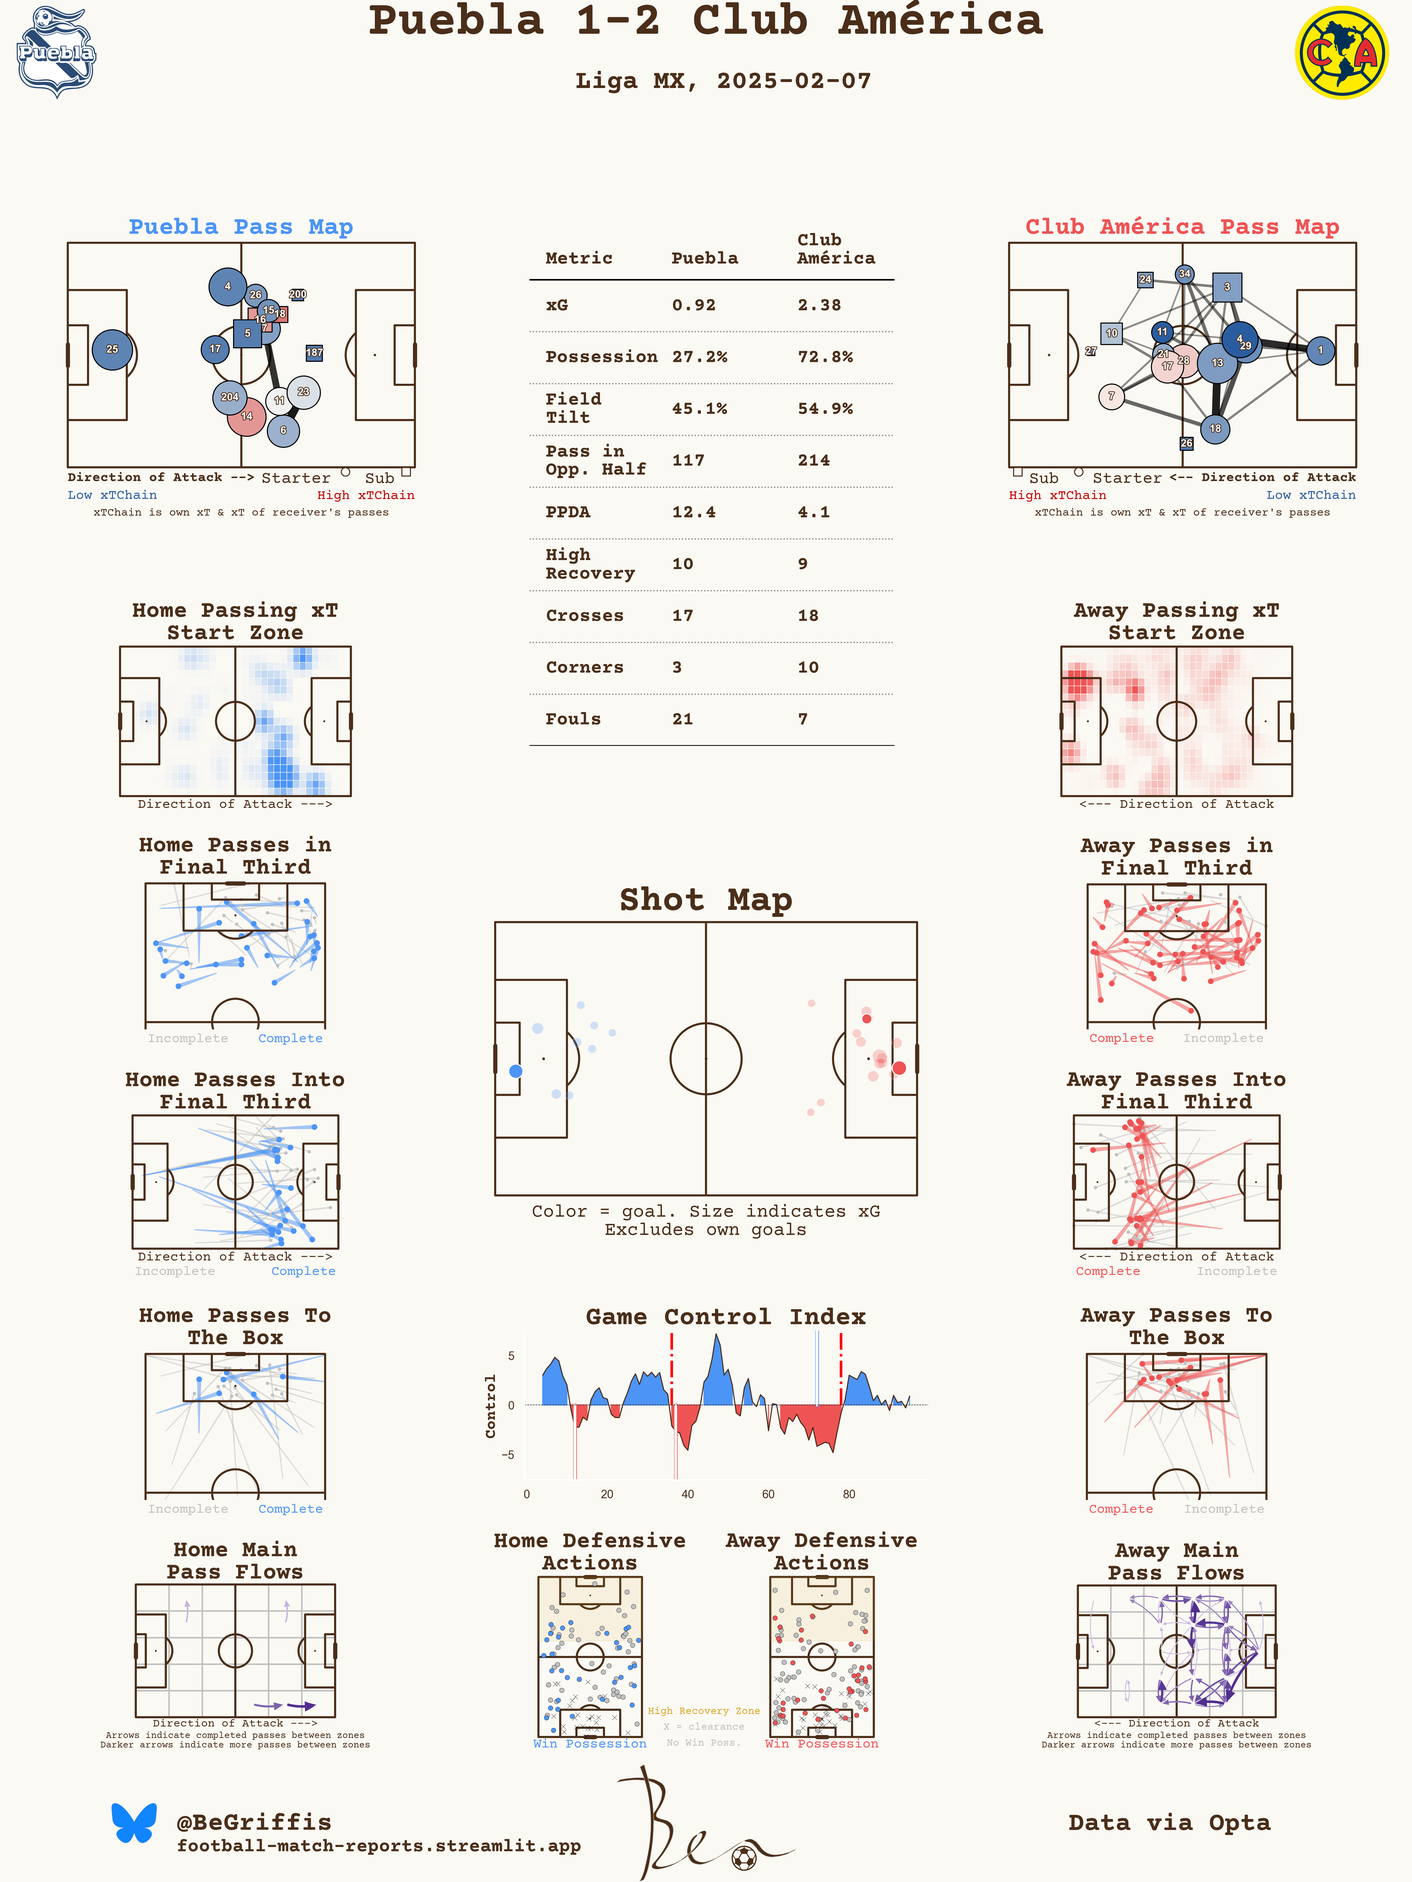 Puebla 1-2 Club América
Liga MX, 2025-02-07
Puebla
CA
Puebla Pass Map
4
26
200
15
18
16
7
5
25
17
187
204
11
23
14
6
Direction of Attack --> Starter Sub
Low xTChain High xTChain
xTChain is own xT & xT of receiver's passes
Metric Puebla Club América
xG 0.92 2.38
Possession 27.2% 72.8%
Field Tilt 45.1% 54.9%
Pass in Opp. Half 117 214
PPDA 12.4 4.1
High Recovery 10 9
Crosses 17 18
Corners 3 10
Fouls 21 7
Club América Pass Map
24
34
3
10
11
4
29
1
27
21
28
17
13
7
18
26
Sub Starter <-- Direction of Attack
High xTChain Low xTChain
xTChain is own xT & xT of receiver's passes
Home Passing xT
Start Zone
Direction of Attack --->
Away Passing xT
Start Zone
<--- Direction of Attack
Home Passes in
Final Third
Incomplete Complete
Shot Map
Color = goal. Size indicates xG
Excludes own goals
Away Passes in
Final Third
Complete Incomplete
Home Passes Into
Final Third
Direction of Attack --->
Incomplete Complete
Away Passes Into
Final Third
<--- Direction of Attack
Complete Incomplete
Home Passes To
The Box
Incomplete Complete
Game Control Index
Control
5
0
−5
0 20 40 60 80
Away Passes To
The Box
Complete Incomplete
Home Main
Pass Flows
Direction of Attack --->
Arrows indicate completed passes between zones
Darker arrows indicate more passes between zones
Home Defensive
Actions
Win Possession
High Recovery Zone
X = clearance
No Win Poss.
Away Defensive
Actions
Win Possession
Away Main
Pass Flows
<--- Direction of Attack
Arrows indicate completed passes between zones
Darker arrows indicate more passes between zones
@BeGriffis
football-match-reports.streamlit.app
Ben
Data via Opta